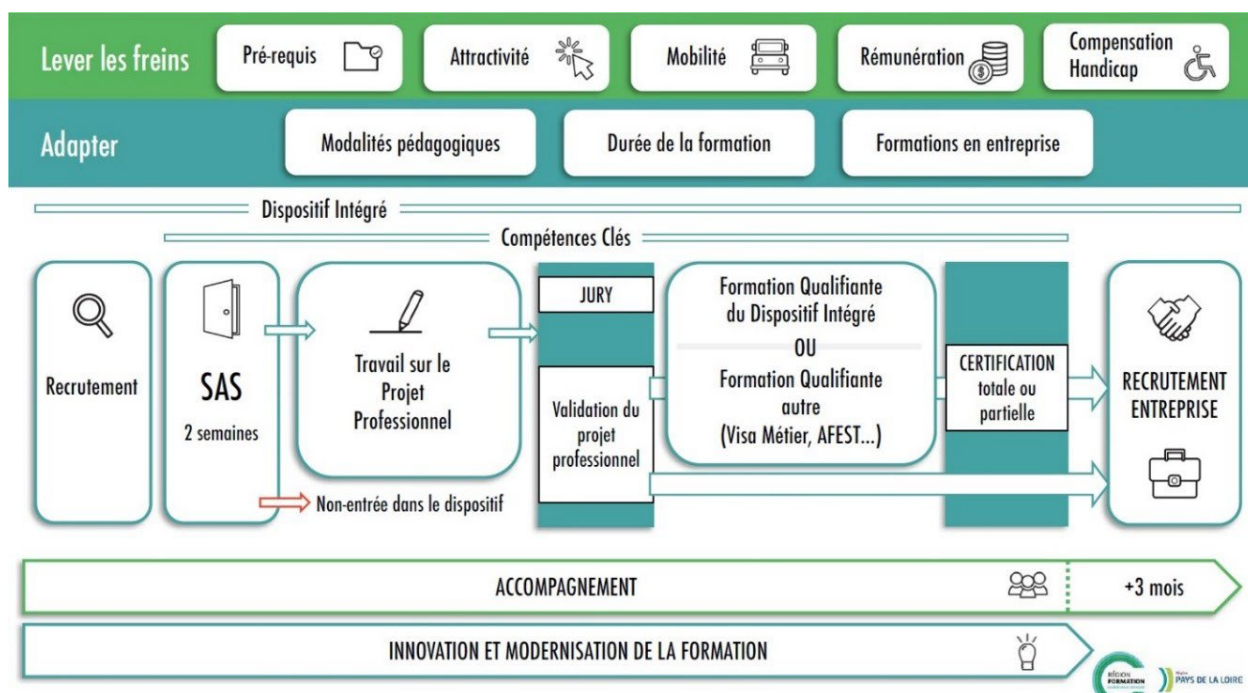 Lever les freins
Pré-requis
Attractivité
Mobilité
Rémunération
Compensation
Handicap
Adapter
Modalités pédagogiques
Durée de la formation
Formations en entreprise
Dispositif Intégré
Compétences Clés
Recrutement
SAS
2 semaines
Non-entrée dans le dispositif
Travail sur le
Projet
Professionnel
JURY
Validation du
projet
professionnel
Formation Qualifiante
du Dispositif Intégré
OU
Formation Qualifiante
autre
(Visa Métier, AFEST...)
CERTIFICATION
totale ou
partielle
RECRUTEMENT
ENTREPRISE
ACCOMPAGNEMENT
+3 mois
INNOVATION ET MODERNISATION DE LA FORMATION
RÉGION
FORMATION
PAYS DE LA LOIRE